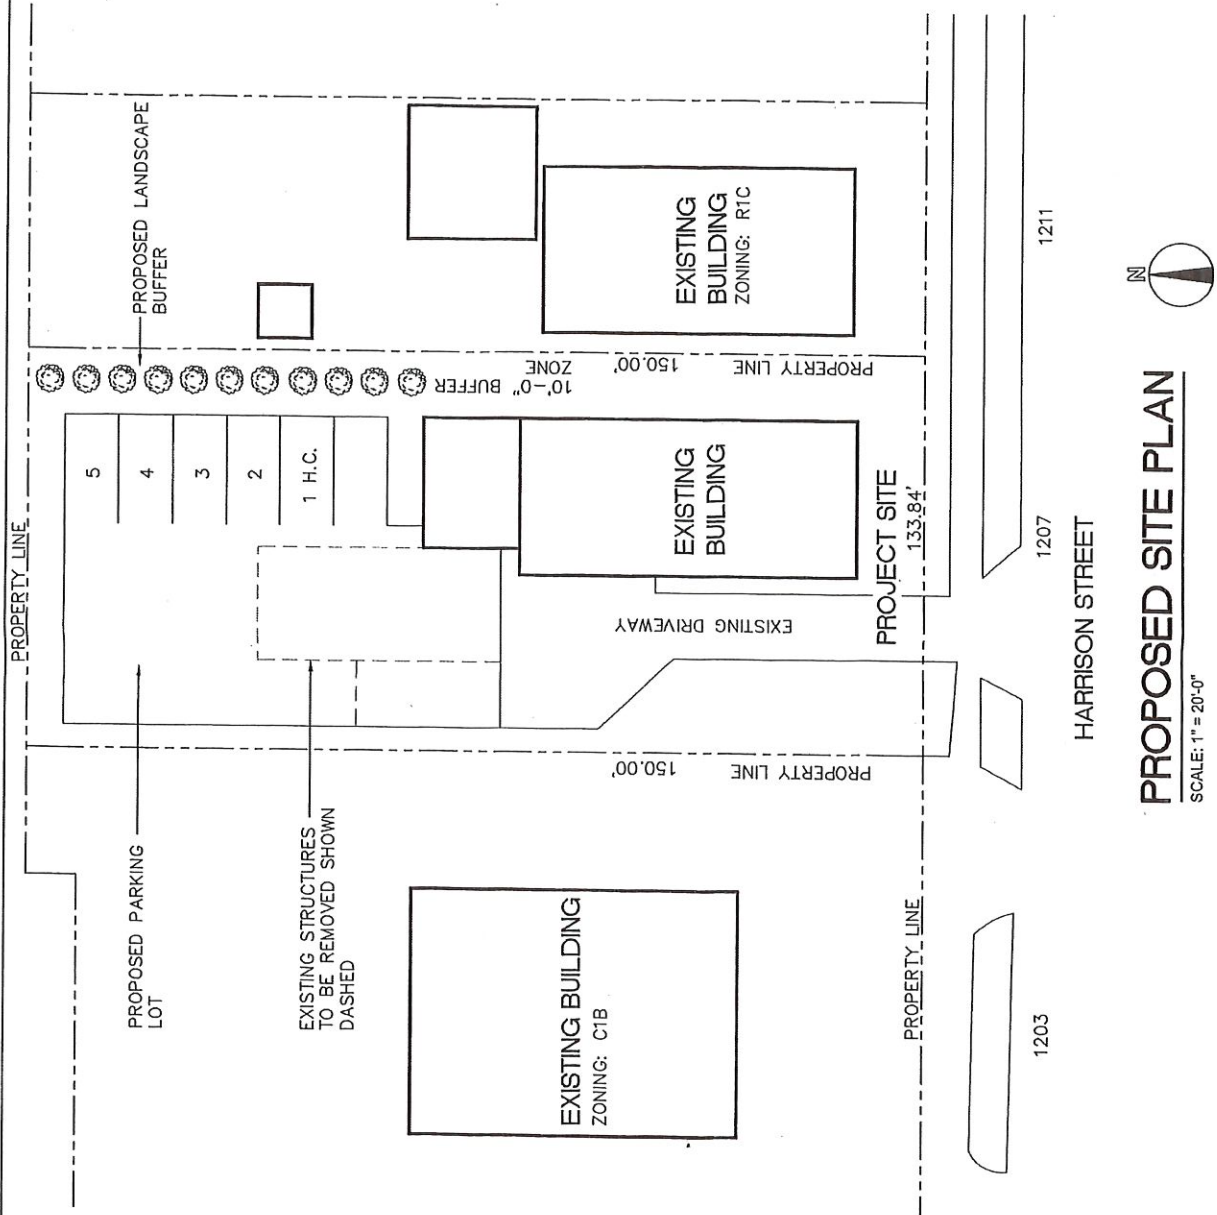 PROPERTY LINE
PROPOSED LANDSCAPE
BUFFER
5
4
3
2
1 H.C.
10'-0" BUFFER
ZONE
PROPERTY LINE 150.00'
EXISTING
BUILDING
ZONING: R1C
EXISTING
BUILDING
EXISTING DRIVEWAY
PROJECT SITE
133.84'
PROPERTY LINE 150.00'
PROPOSED PARKING
LOT
EXISTING STRUCTURES
TO BE REMOVED SHOWN
DASHED
EXISTING BUILDING
ZONING: C1B
PROPERTY LINE
1203
1207
1211
HARRISON STREET
N
PROPOSED SITE PLAN
SCALE: 1" = 20'-0"